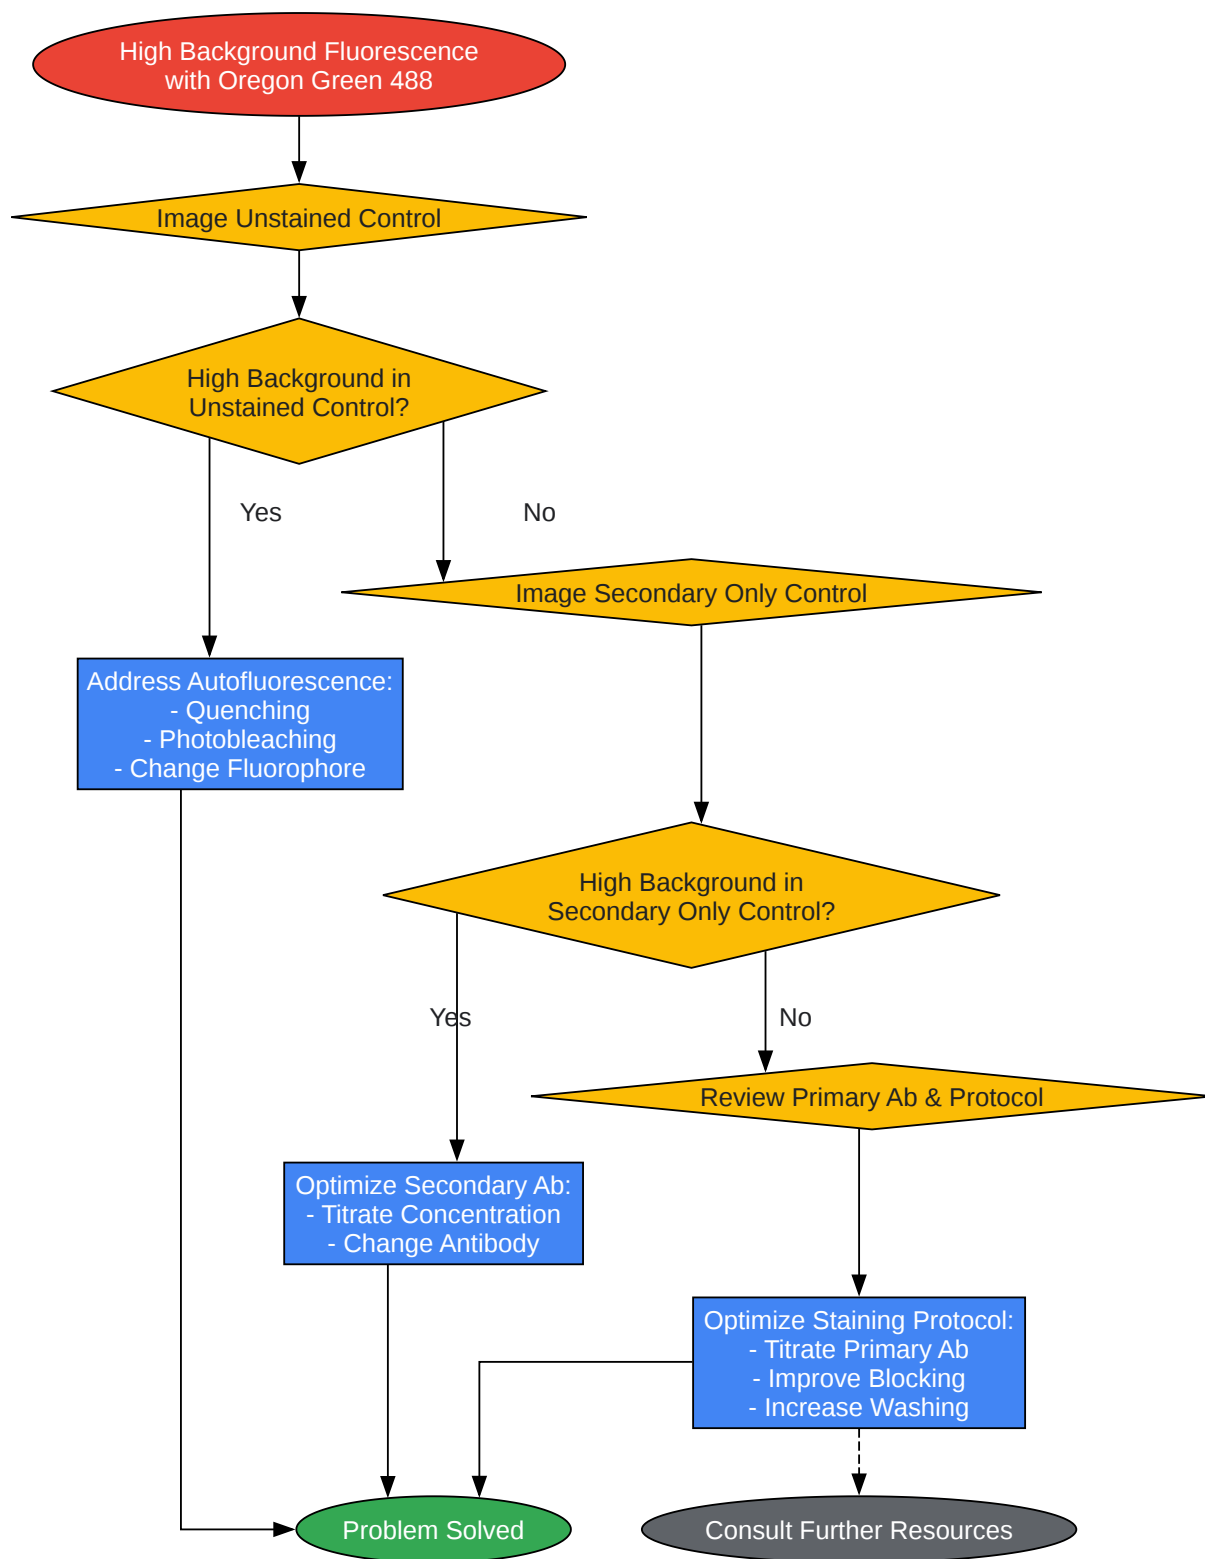 High Background Fluorescence
with Oregon Green 488
Image Unstained Control
High Background in
Unstained Control?
Yes
No
Image Secondary Only Control
Address Autofluorescence:
- Quenching
- Photobleaching
- Change Fluorophore
High Background in
Secondary Only Control?
Yes
No
Review Primary Ab & Protocol
Optimize Secondary Ab:
- Titrate Concentration
- Change Antibody
Optimize Staining Protocol:
- Titrate Primary Ab
- Improve Blocking
- Increase Washing
Problem Solved
Consult Further Resources